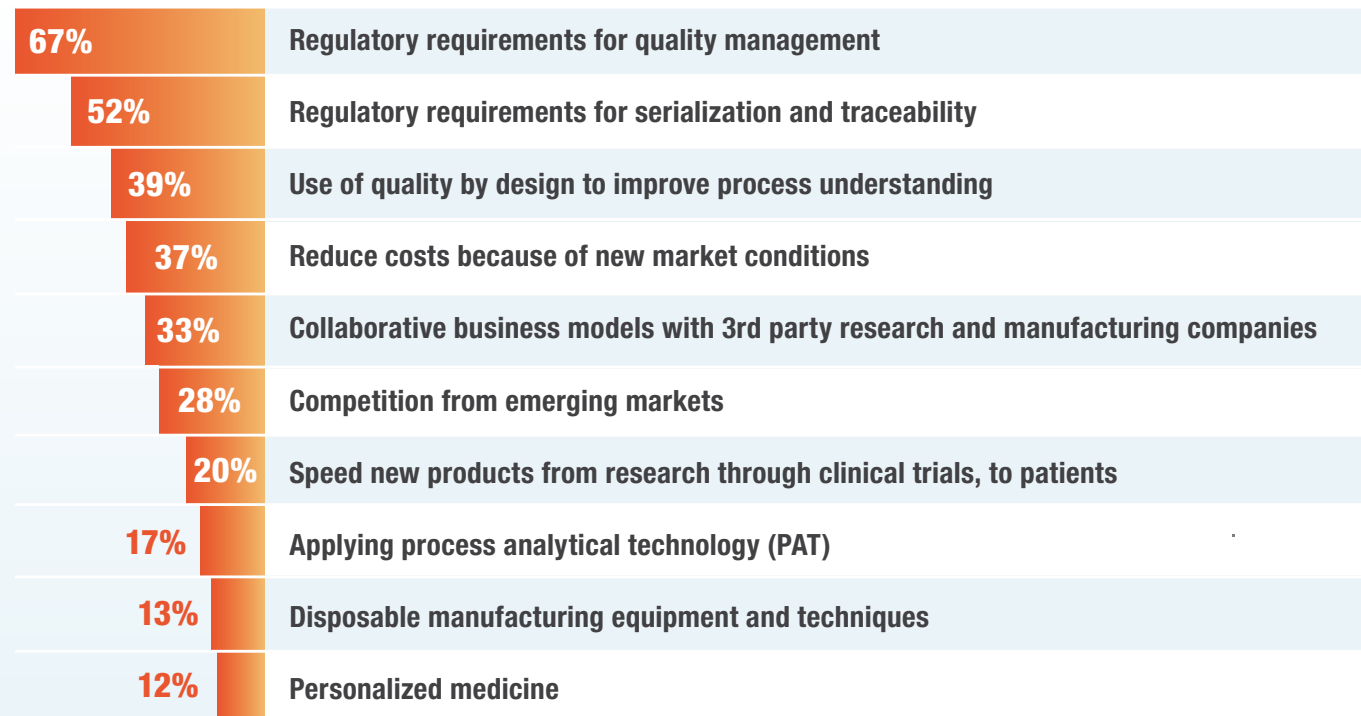 67% Regulatory requirements for quality management
52% Regulatory requirements for serialization and traceability
39% Use of quality by design to improve process understanding
37% Reduce costs because of new market conditions
33% Collaborative business models with 3rd party research and manufacturing companies
28% Competition from emerging markets
20% Speed new products from research through clinical trials, to patients
17% Applying process analytical technology (PAT)
13% Disposable manufacturing equipment and techniques
12% Personalized medicine